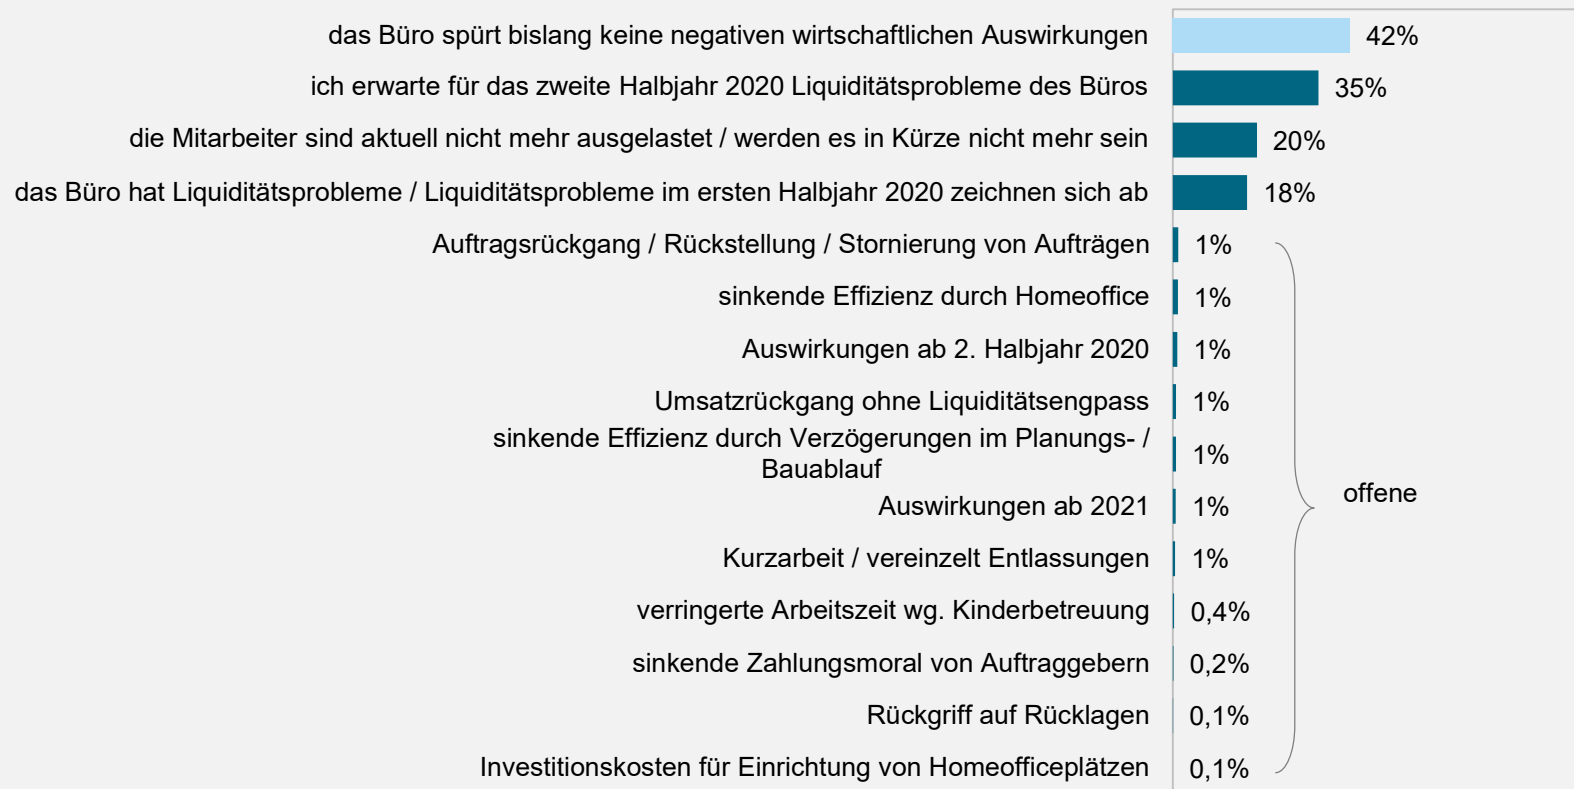 das Büro spürt bislang keine negativen wirtschaftlichen Auswirkungen 42%
ich erwarte für das zweite Halbjahr 2020 Liquiditätsprobleme des Büros 35%
die Mitarbeiter sind aktuell nicht mehr ausgelastet / werden es in Kürze nicht mehr sein 20%
das Büro hat Liquiditätsprobleme / Liquiditätsprobleme im ersten Halbjahr 2020 zeichnen sich ab 18%
Auftragsrückgang / Rückstellung / Stornierung von Aufträgen 1%
sinkende Effizienz durch Homeoffice 1%
Auswirkungen ab 2. Halbjahr 2020 1%
Umsatzrückgang ohne Liquiditätsengpass 1%
sinkende Effizienz durch Verzögerungen im Planungs- /
Bauablauf 1%
Auswirkungen ab 2021 1%
offene
Kurzarbeit / vereinzelt Entlassungen 1%
verringerte Arbeitszeit wg. Kinderbetreuung 0,4%
sinkende Zahlungsmoral von Auftraggebern 0,2%
Rückgriff auf Rücklagen 0,1%
Investitionskosten für Einrichtung von Homeofficeplätzen 0,1%